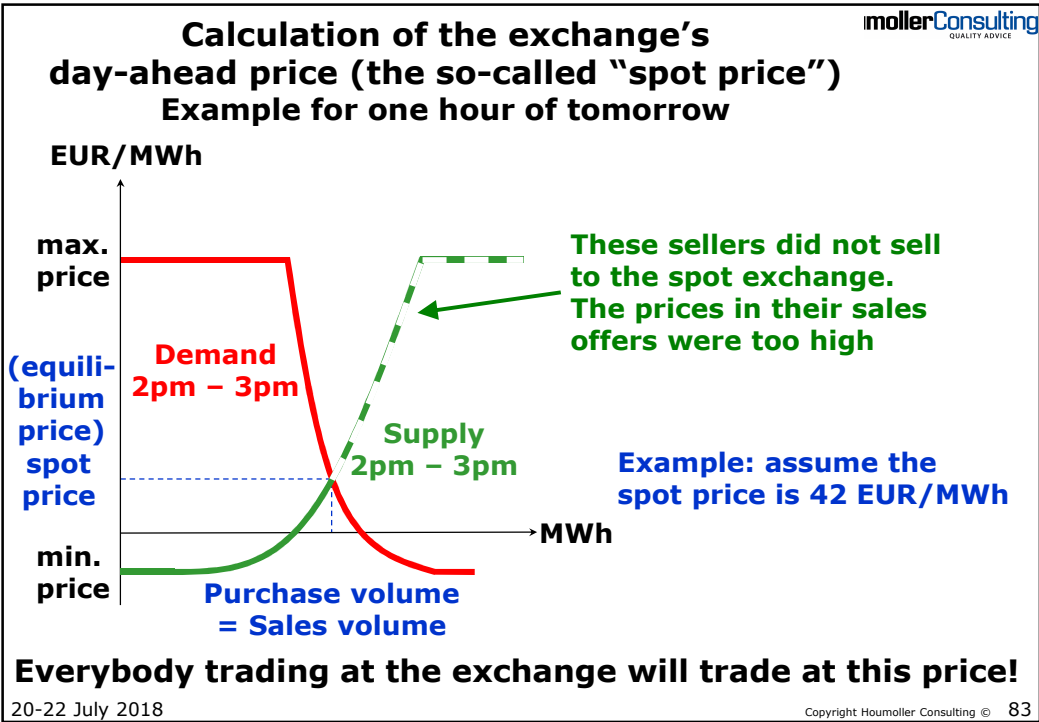 mollerConsulting
QUALITY ADVICE
Calculation of the exchange’s
day-ahead price (the so-called “spot price”)
Example for one hour of tomorrow
EUR/MWh
max.
price
These sellers did not sell
to the spot exchange.
The prices in their sales
offers were too high
Demand
2pm – 3pm
(equili-
brium
price)
spot
price
Supply
2pm – 3pm
Example: assume the
spot price is 42 EUR/MWh
MWh
min.
price
Purchase volume
= Sales volume
Everybody trading at the exchange will trade at this price!
20-22 July 2018
Copyright Houmoller Consulting © 83